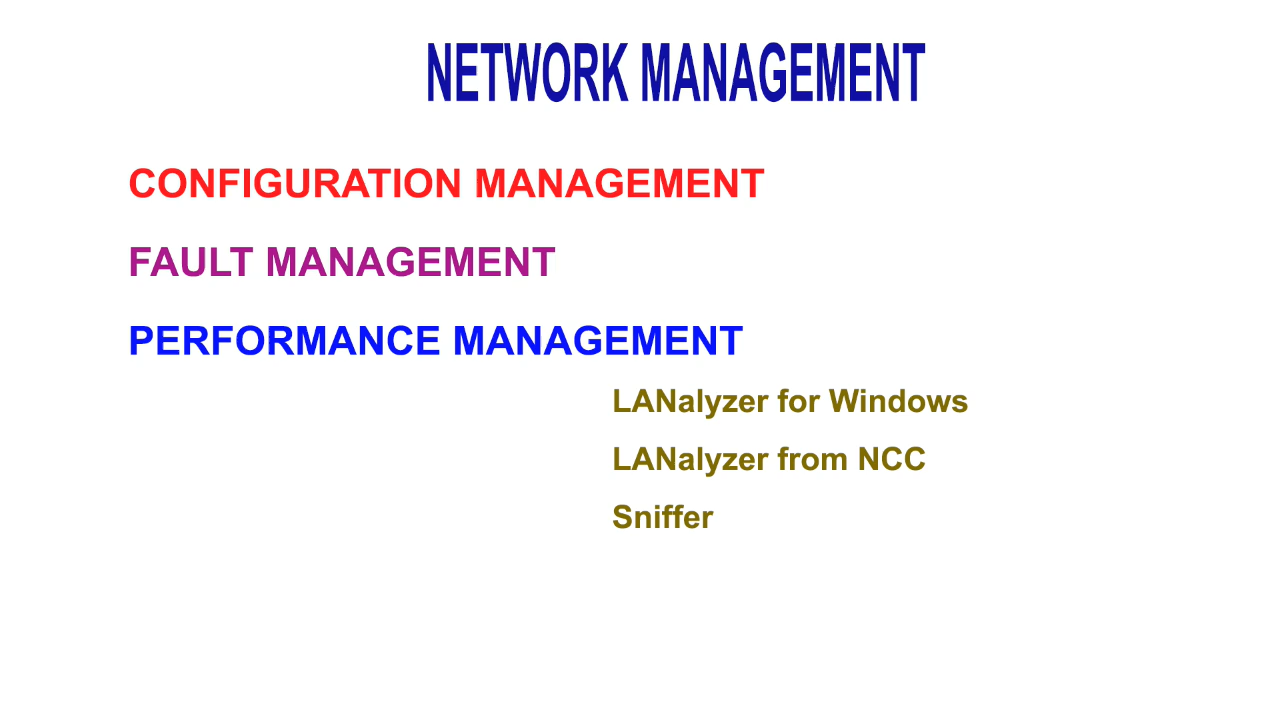 NETWORK MANAGEMENT
CONFIGURATION MANAGEMENT
FAULT MANAGEMENT
PERFORMANCE MANAGEMENT
LANalyzer for Windows
LANalyzer from NCC
Sniffer